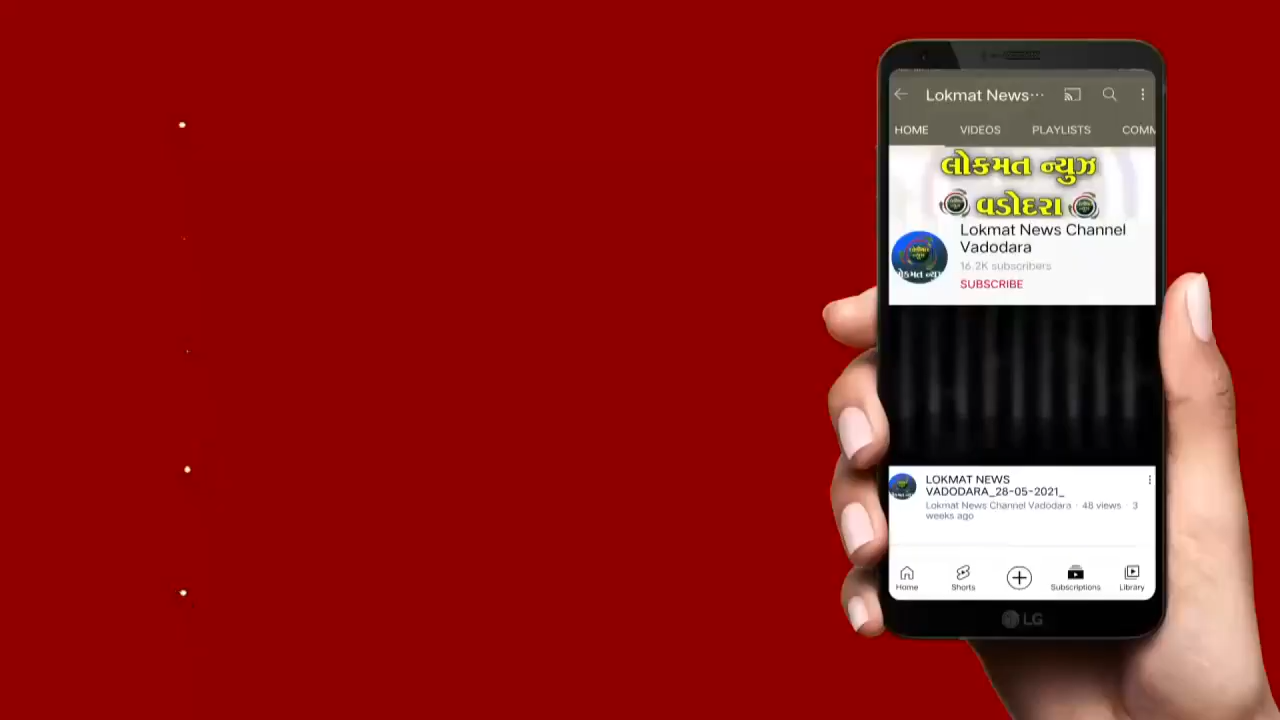 Lokmat News...
HOME VIDEOS PLAYLISTS COMM
લોકમત ન્યુઝ
વડોદરા
Lokmat News Channel
Vadodara
16.2K subscribers
SUBSCRIBE
LOKMAT NEWS
VADODARA_28-05-2021_
Lokmat News Channel Vadodara · 48 views · 3
weeks ago
Home Shorts Subscriptions Library
LG